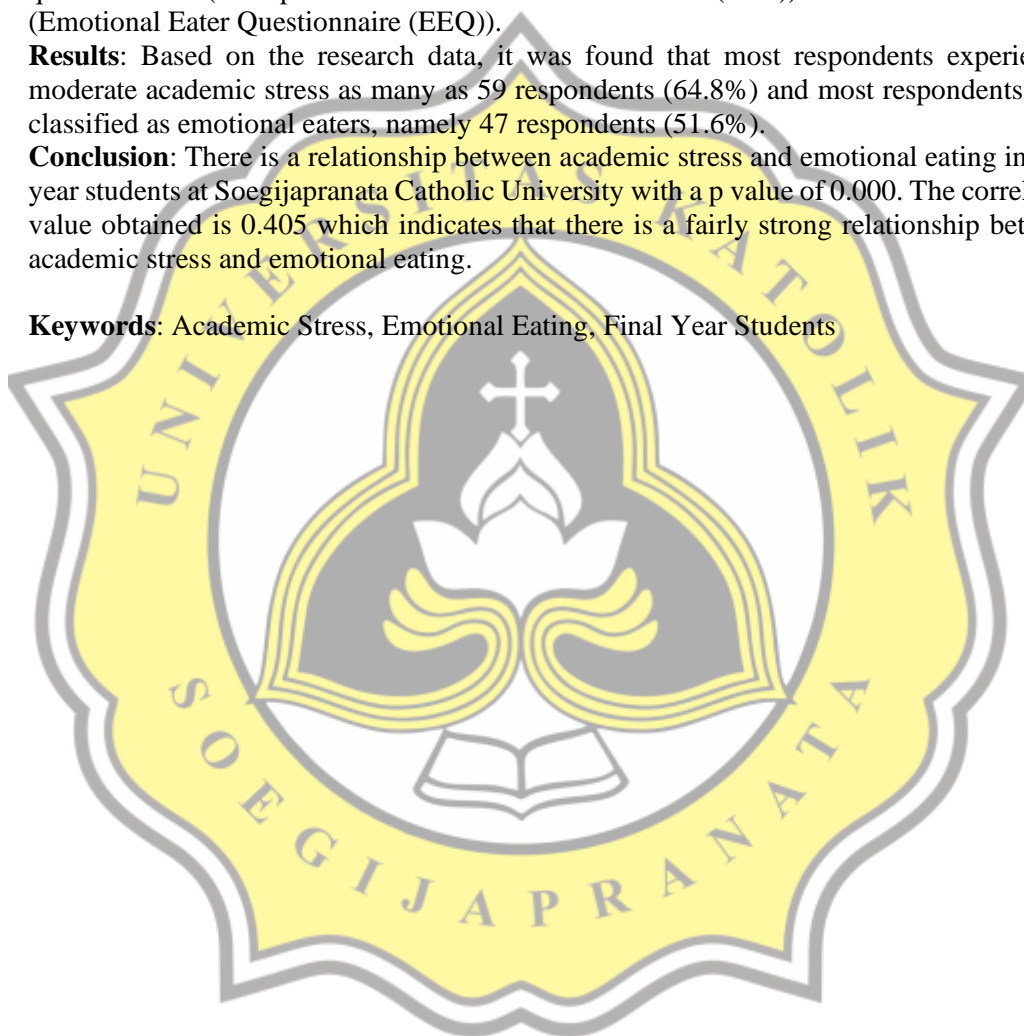 (Emotional Eater Questionnaire (EEQ)).
Results: Based on the research data, it was found that most respondents
moderate academic stress as many as 59 respondents (64.8%) and most respondents
classified as emotional eaters, namely 47 respondents (51.6%).
Conclusion: There is a relationship between academic stress and emotional eating in
year students at Soegijapranata Catholic University with a p value of 0.000. The
value obtained is 0.405 which indicates that there is a fairly strong relationship
academic stress and emotional eating.
Keywords: Academic Stress, Emotional Eating, Final Year Students
UNIVERSITAS KATOLIK
SOEGIJAPRANATA